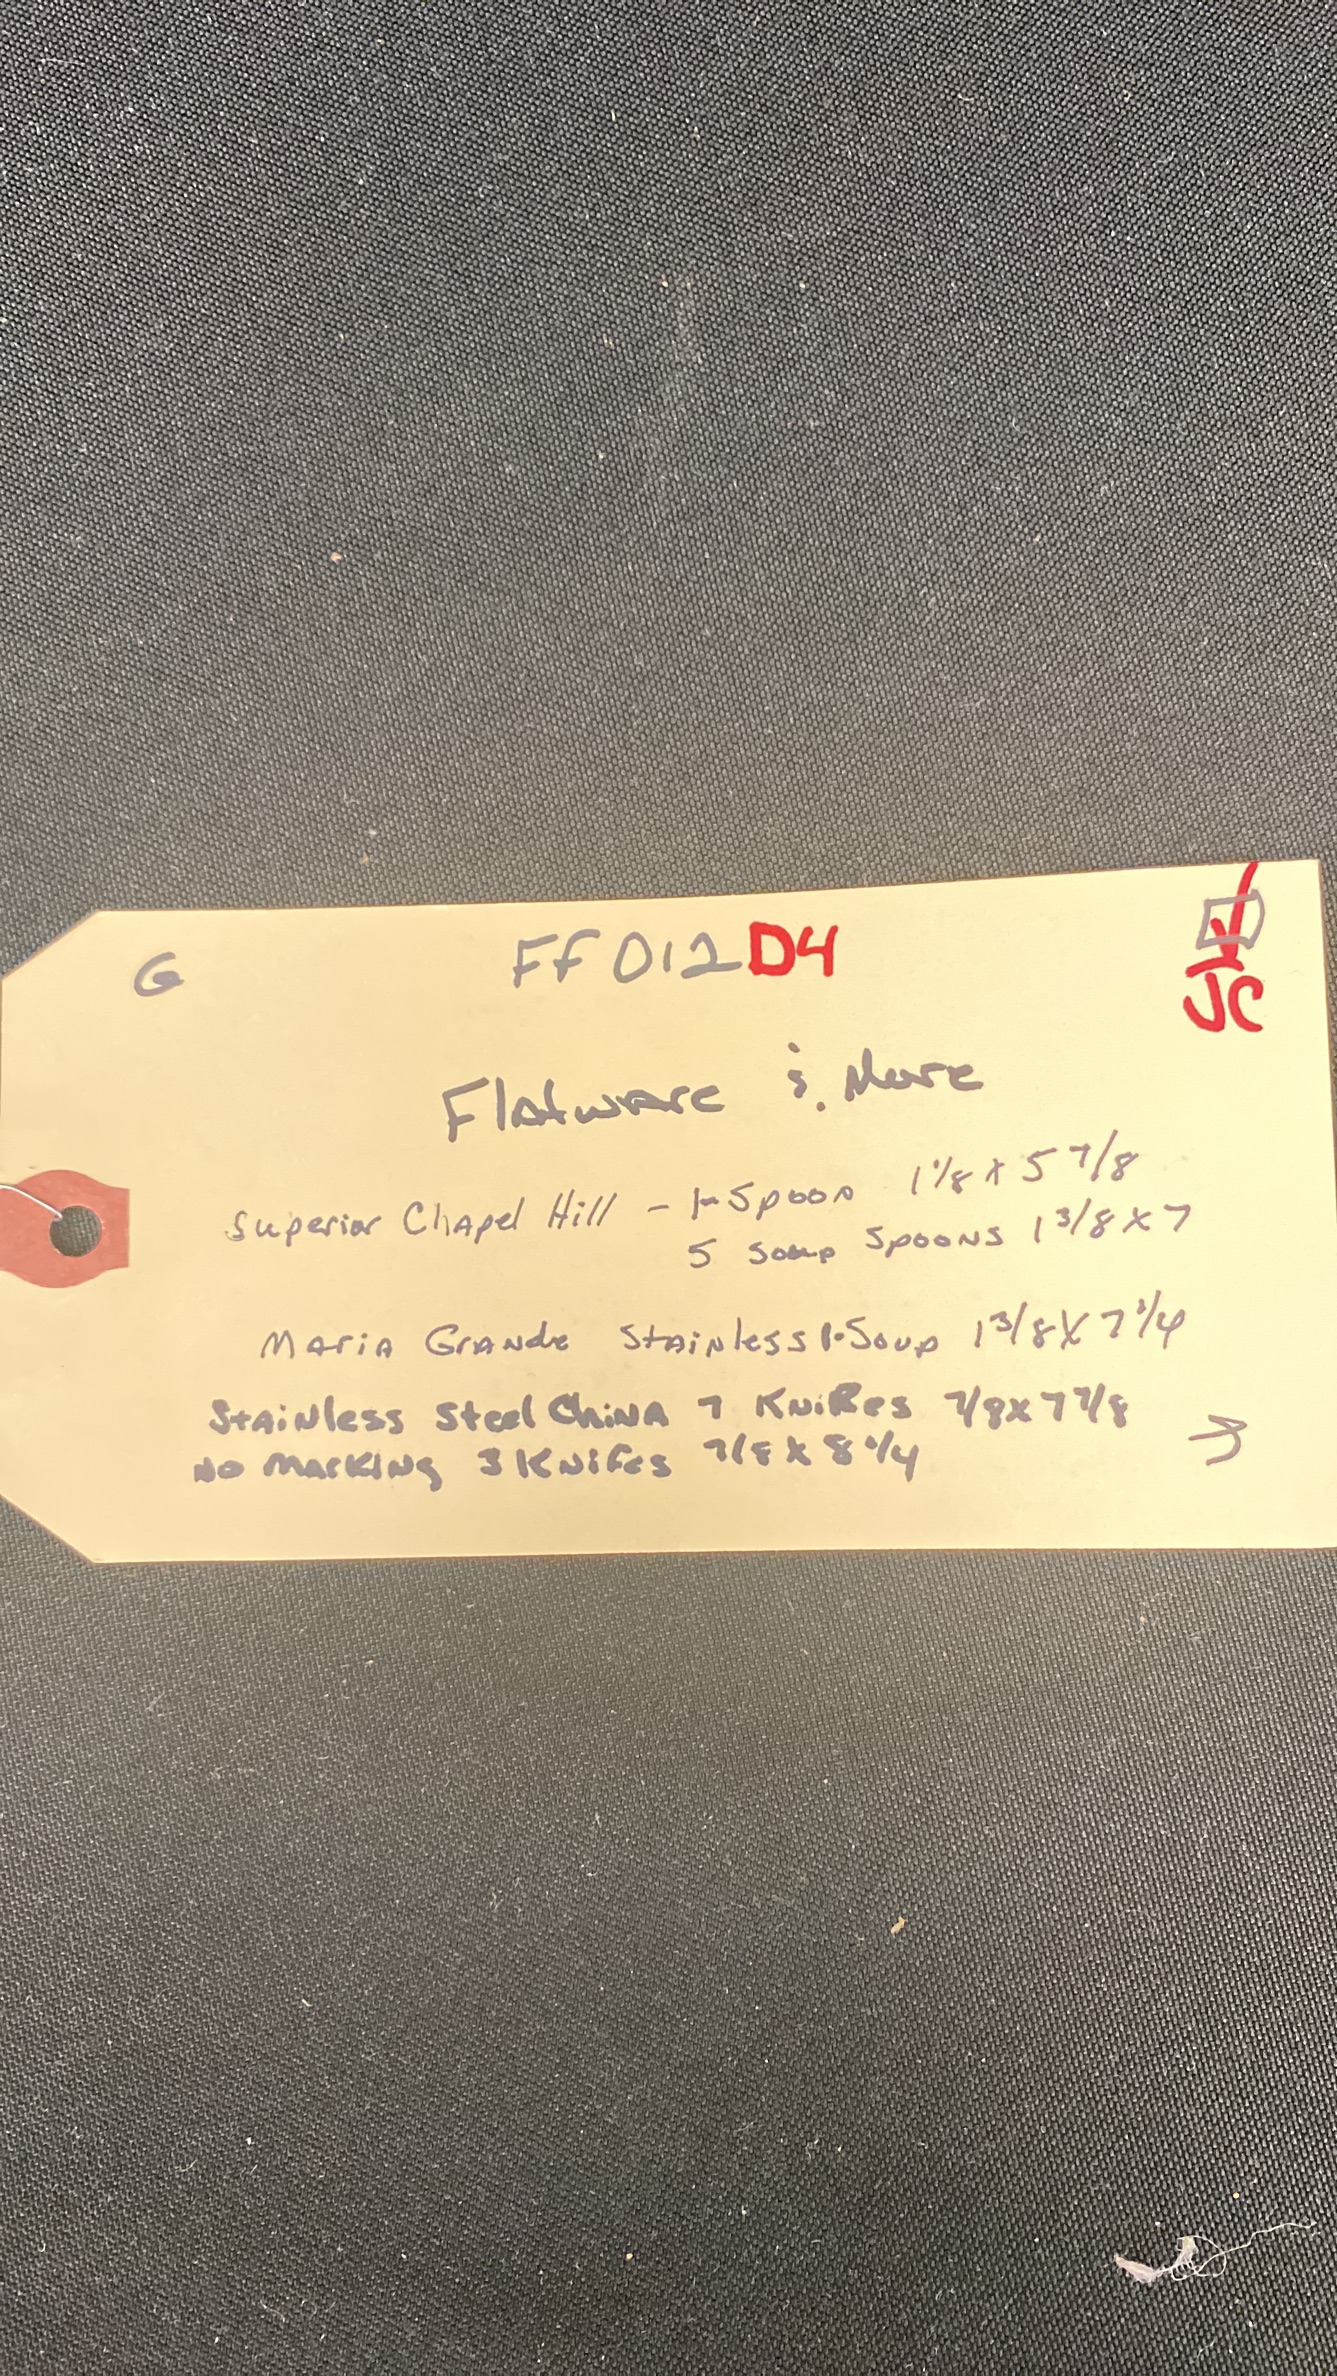 G FF012D4
JC
Flatware & More
Superior Chapel Hill - 1-Spoon 1 1/8 x 5 7/8
5 Soup Spoons 1 3/8 x 7
Maria Grande Stainless 1-Soup 1 3/8 x 7 1/4
Stainless Steel China 7 Knifes 7/8 x 7 7/8
No Marking 3 Knifes 7/8 x 8 1/4 →